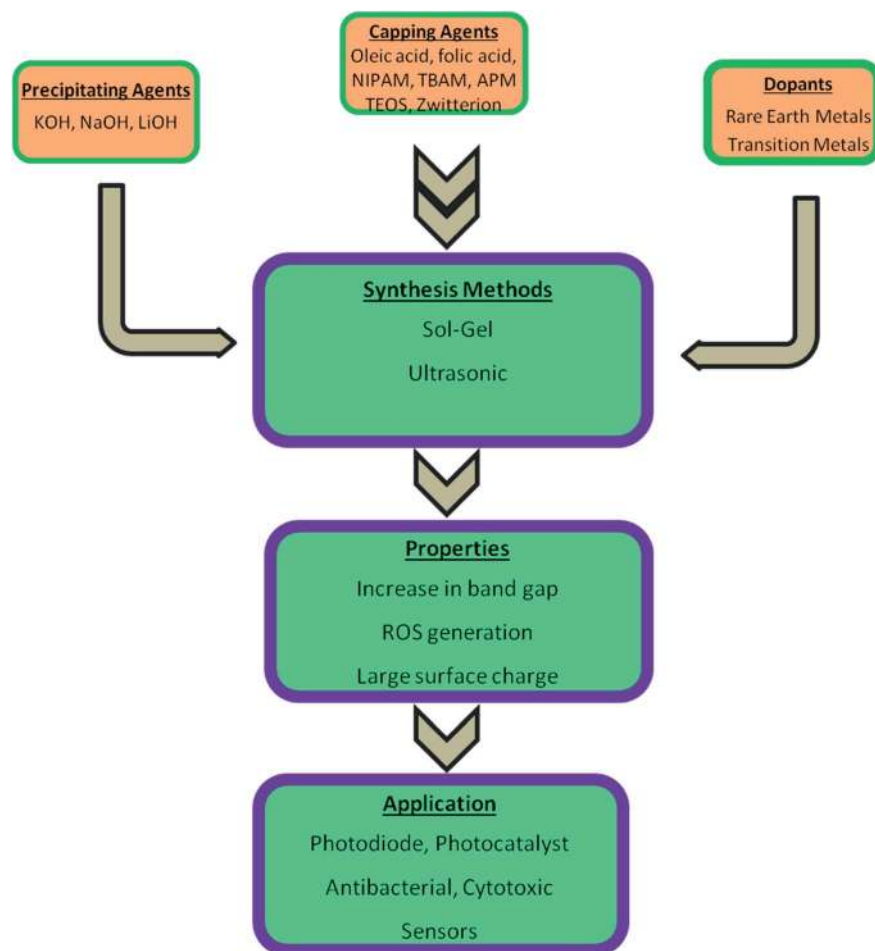 Capping Agents
Oleic acid, folic acid,
NIPAM, TBAM, APM
TEOS, Zwitterion
Precipitating Agents
KOH, NaOH, LiOH
Dopants
Rare Earth Metals
Transition Metals
Synthesis Methods
Sol-Gel
Ultrasonic
Properties
Increase in band gap
ROS generation
Large surface charge
Application
Photodiode, Photocatalyst
Antibacterial, Cytotoxic
Sensors